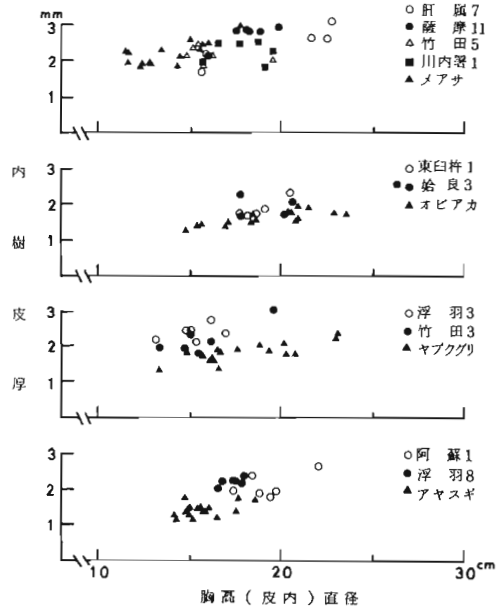 mm
3
2
1
○ 肝属7
● 薩摩11
△ 竹田5
■ 川内署1
▲ メアサ
3
2
1
○ 東臼杵1
● 姶良3
▲ オビアカ
3
2
1
○ 浮羽3
● 竹田3
▲ ヤブクグリ
3
2
1
○ 阿蘇1
● 浮羽8
▲ アヤスギ
内樹皮厚
10 20 30cm
胸高(皮内)直径